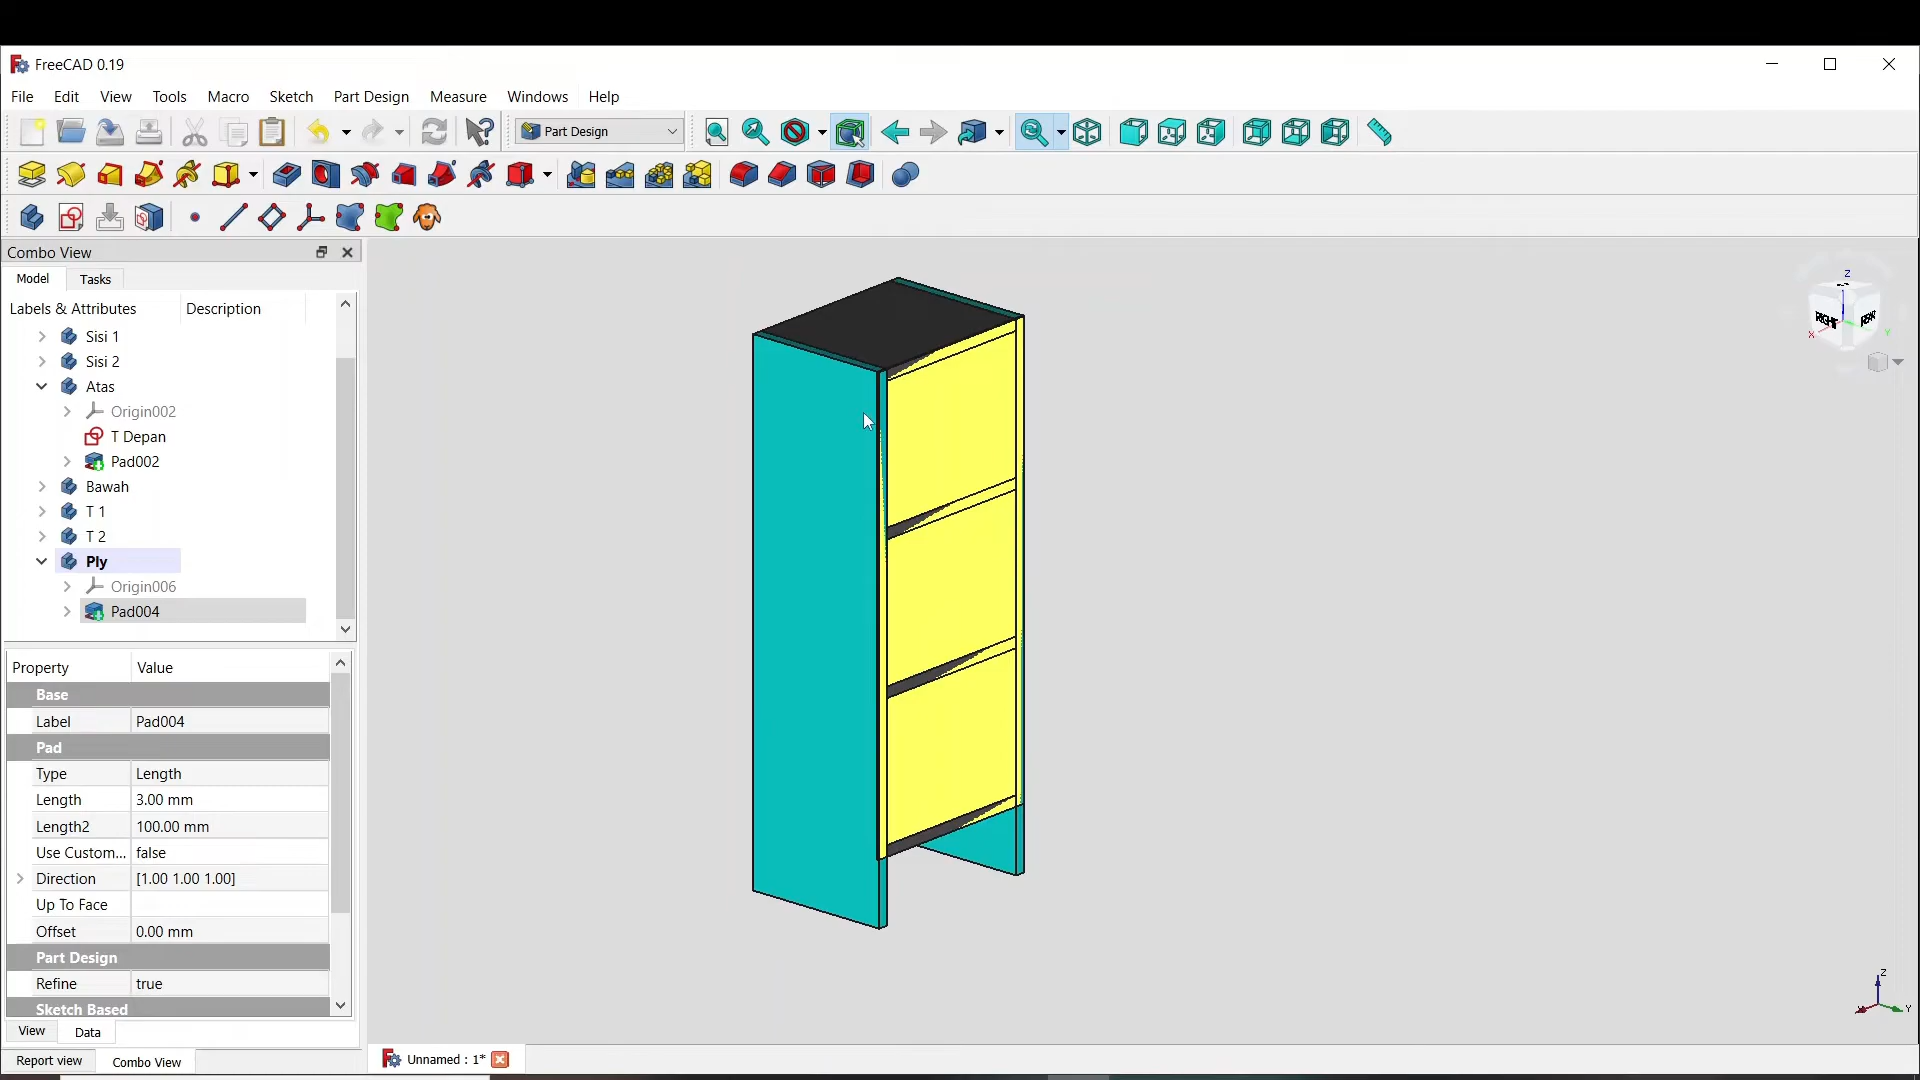 FreeCAD 0.19
File Edit View Tools Macro Sketch Part Design Measure Windows Help
Part Design
Combo View
Model Tasks
Labels & Attributes Description
Sisi 1
Sisi 2
Atas
Origin002
T Depan
Pad002
Bawah
T 1
T 2
Ply
Origin006
Pad004
Property Value
Base
Label Pad004
Pad
Type Length
Length 3.00 mm
Length2 100.00 mm
Use Custom... false
Direction [1.00 1.00 1.00]
Up To Face
Offset 0.00 mm
Part Design
Refine true
Sketch Based
View Data
Report view Combo View
Unnamed : 1*
Z
RIGHT REAR
X Y
Z
Y